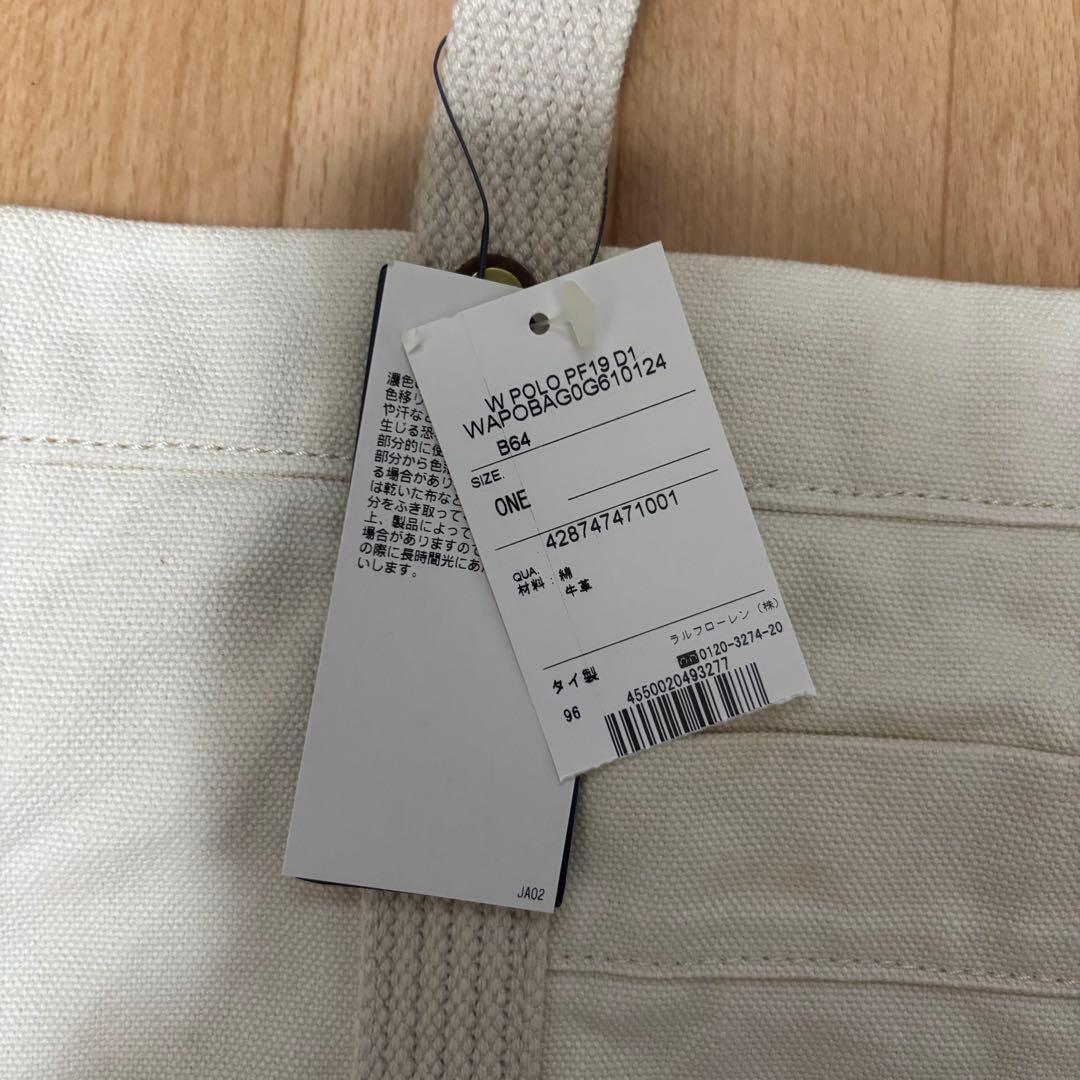 濃色
色移り
や汗など
生じる恐
部分的に使
部分から色
る場合があり
は乾いた布など
分をふき取って
上、製品によって
場合がありますので
の際に長時間光にあ
いします。
JA02
W POLO PF19 D1
WAPOBAG0G610124
B64
SIZE.
ONE
428747471001
QUA.
材料: 綿
牛革
ラルフローレン(株)
0120-3274-20
タイ製
4550020493277
96